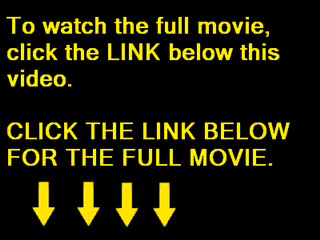 To watch the full movie,
click the LINK below this
video.
CLICK THE LINK BELOW
FOR THE FULL MOVIE.